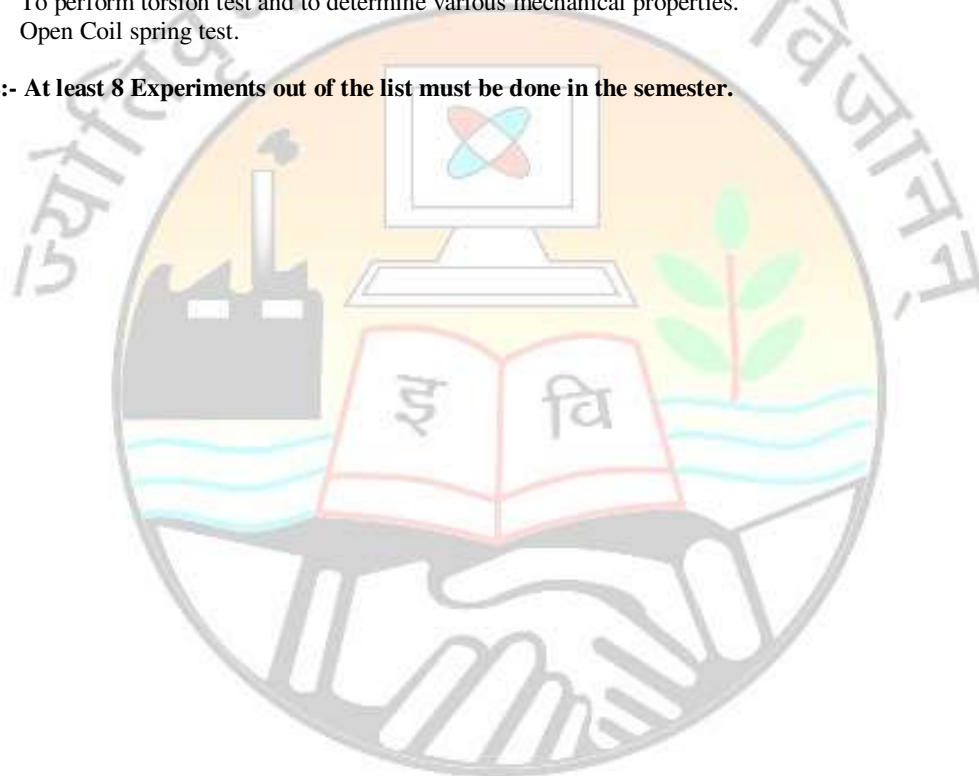 To perform torsion test and to determine various mechanical properties.
Open Coil spring test.
:- At least 8 Experiments out of the list must be done in the semester.
इ वि